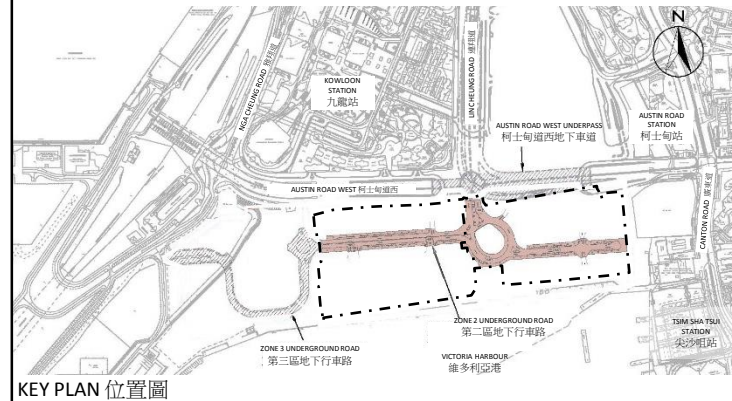 N
NGA CHEUNG ROAD 雅翔道
KOWLOON
STATION
九龍站
LIN CHEUNG ROAD 連翔道
AUSTIN ROAD WEST UNDERPASS
柯士甸道西地下車道
AUSTIN ROAD
STATION
柯士甸站
AUSTIN ROAD WEST 柯士甸道西
CANTON ROAD 廣東道
ZONE 3 UNDERGROUND ROAD
第三區地下行車路
ZONE 2 UNDERGROUND ROAD
第二區地下行車路
VICTORIA HARBOUR
維多利亞港
TSIM SHA TSUI
STATION
尖沙咀站
KEY PLAN 位置圖